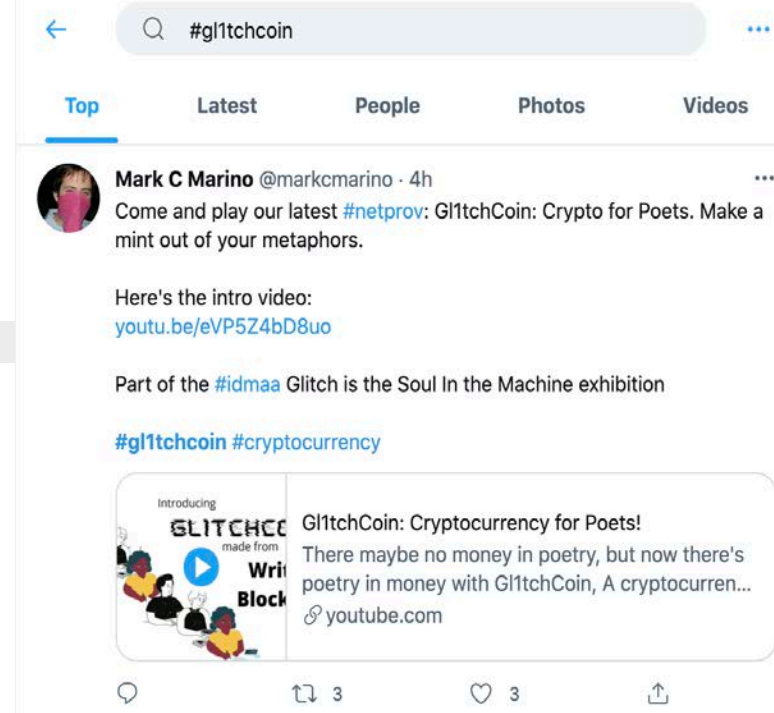 #gl1tchcoin
Top Latest People Photos Videos
Mark C Marino @markcmarino · 4h
Come and play our latest #netprov: Gl1tchCoin: Crypto for Poets. Make a
mint out of your metaphors.
Here's the intro video:
youtu.be/eVP5Z4bD8uo
Part of the #idmaa Glitch is the Soul In the Machine exhibition
#gl1tchcoin #cryptocurrency
Introducing
GLITCHCO
made from
Writ
Block
Gl1tchCoin: Cryptocurrency for Poets!
There maybe no money in poetry, but now there's
poetry in money with Gl1tchCoin, A cryptocurren...
youtube.com
3 3